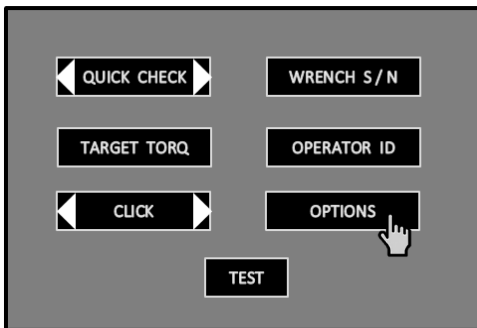 QUICK CHECK
WRENCH S/N
TARGET TORQ
OPERATOR ID
CLICK
OPTIONS
TEST